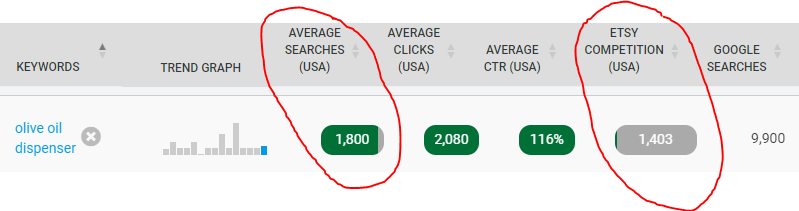 KEYWORDS
TREND GRAPH
AVERAGE
SEARCHES
(USA)
AVERAGE
CLICKS
(USA)
AVERAGE
CTR (USA)
ETSY
COMPETITION
(USA)
GOOGLE
SEARCHES
olive oil
dispenser
1,800
2,080
116%
1,403
9,900